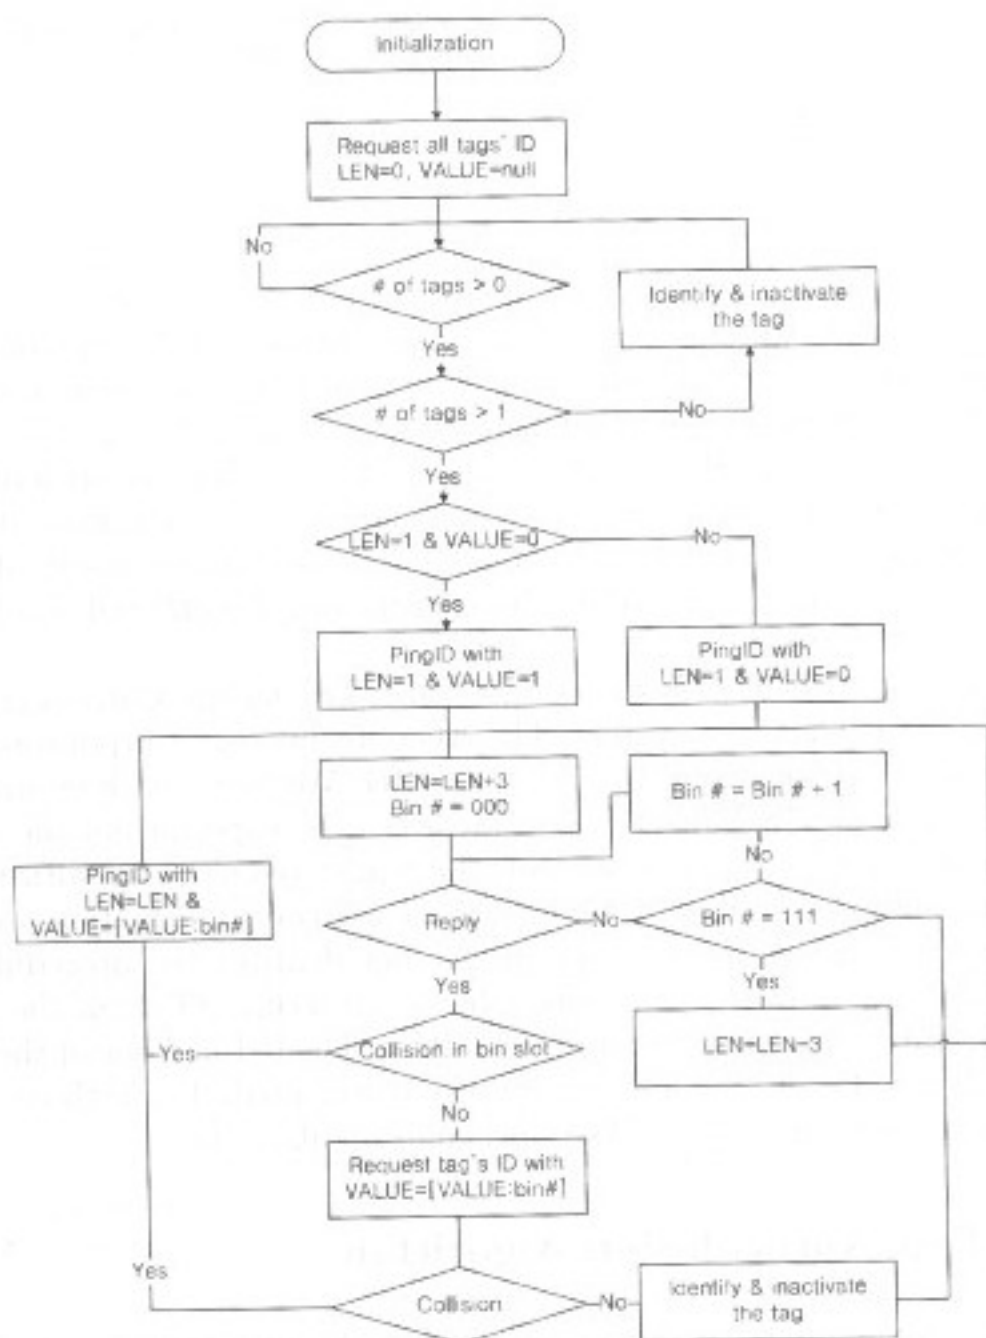 Initialization
Request all tags' ID
LEN=0, VALUE=null
No
# of tags > 0
Identify & inactivate
the tag
Yes
# of tags > 1
No
Yes
LEN=1 & VALUE=0
No
Yes
PingID with
LEN=1 & VALUE=1
PingID with
LEN=1 & VALUE=0
LEN=LEN+3
Bin # = 000
Bin # = Bin # + 1
No
PingID with
LEN=LEN &
VALUE=[VALUE:bin#]
Reply
No
Bin # = 111
Yes
Yes
Yes
Collision in bin slot
LEN=LEN-3
No
Request tag's ID with
VALUE=[VALUE:bin#]
Yes
Collision
No
Identify & inactivate
the tag